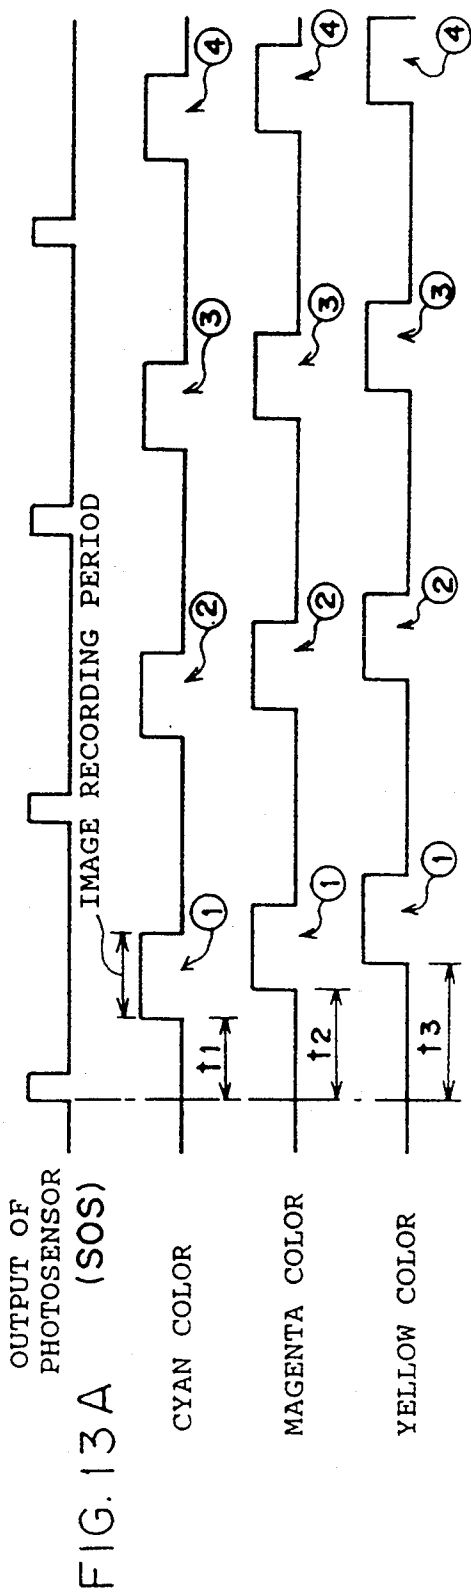 FIG. 13A
OUTPUT OF
PHOTOSENSOR
(SOS)
IMAGE RECORDING PERIOD
CYAN COLOR
t1
1
2
3
4
MAGENTA COLOR
t2
1
2
3
4
YELLOW COLOR
t3
1
2
3
4